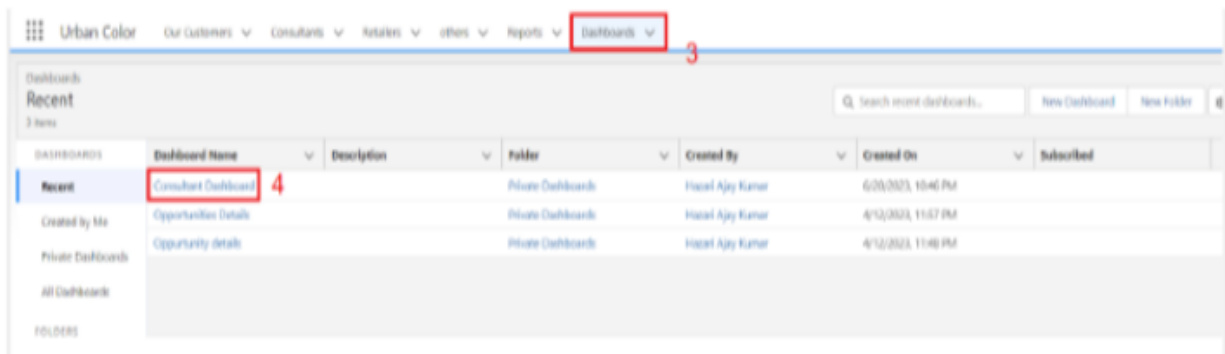 Urban Color Our Customers Consultants Retailers others Reports Dashboards
3
Dashboards
Recent
3 items
Search recent dashboards...
New Dashboard New Folder
DASHBOARDS Dashboard Name Description Folder Created By Created On Subscribed
Recent Consultant Dashboard 4 Private Dashboards Hazari Ajay Kumar 6/20/2023, 10:46 PM
Created by Me Opportunities Details Private Dashboards Hazari Ajay Kumar 4/12/2023, 11:57 PM
Private Dashboards Oppurtunity details Private Dashboards Hazari Ajay Kumar 4/12/2023, 11:48 PM
All Dashboards
FOLDERS